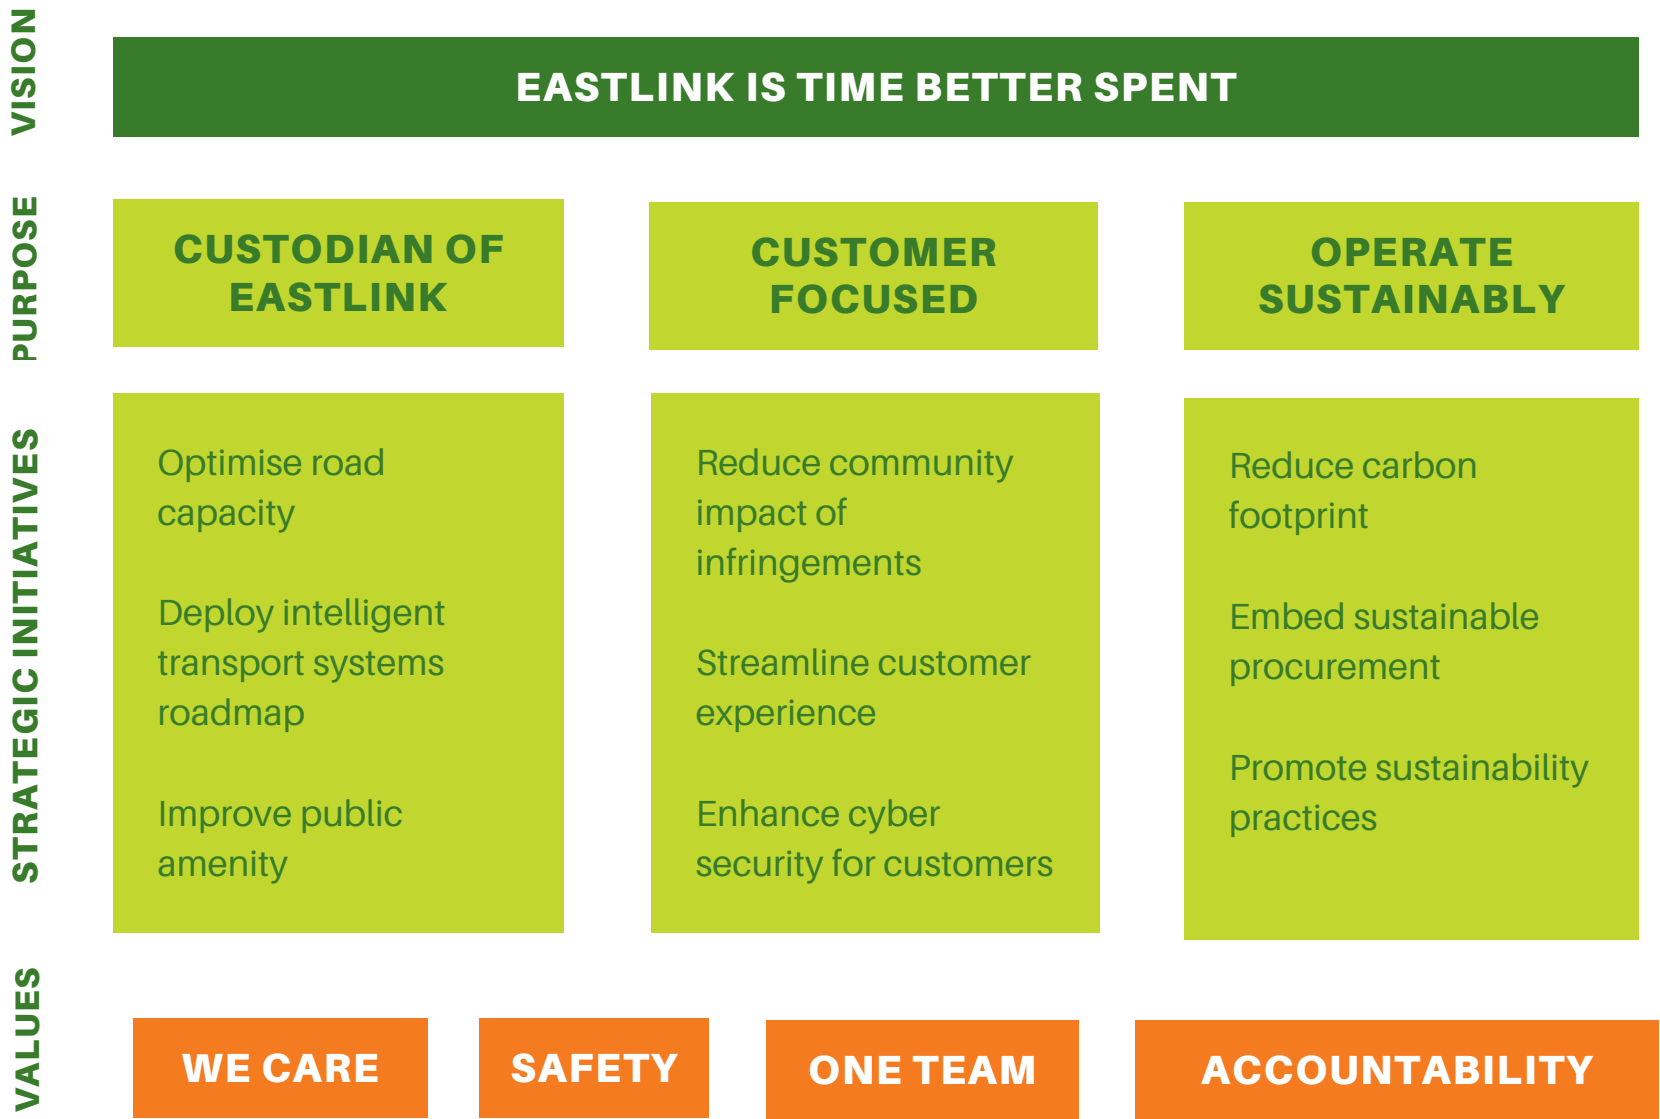 VISION
EASTLINK IS TIME BETTER SPENT
PURPOSE
CUSTODIAN OF
EASTLINK
CUSTOMER
FOCUSED
OPERATE
SUSTAINABLY
STRATEGIC INITIATIVES
Optimise road
capacity
Deploy intelligent
transport systems
roadmap
Improve public
amenity
Reduce community
impact of
infringements
Streamline customer
experience
Enhance cyber
security for customers
Reduce carbon
footprint
Embed sustainable
procurement
Promote sustainability
practices
VALUES
WE CARE
SAFETY
ONE TEAM
ACCOUNTABILITY